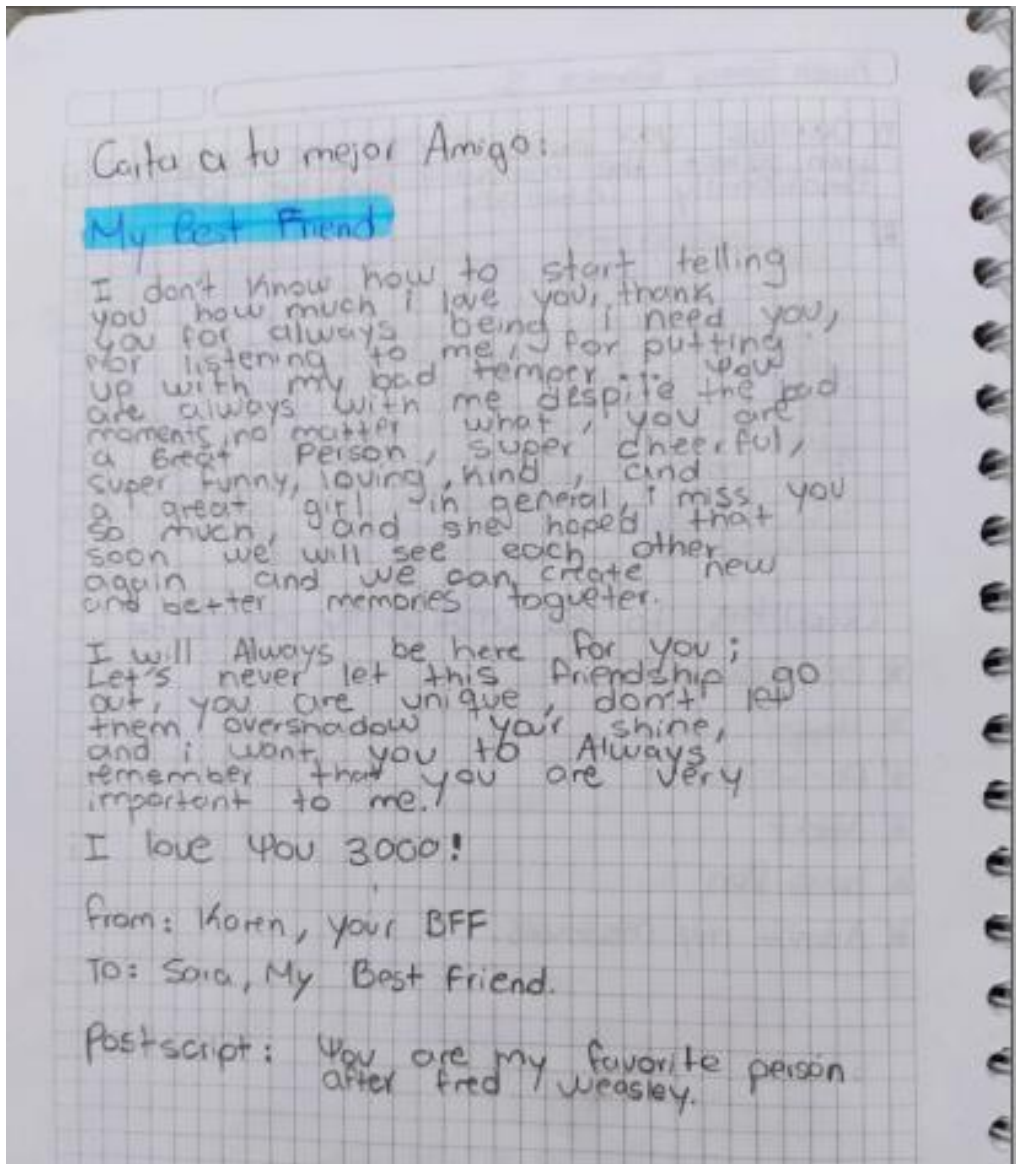 Carta a tu mejor Amigo:
My Best Friend
I don't know how to start telling
you how much i love you, thank
you for always being i need you,
for listening to me, for putting
up with my bad temper... you
are always with me despite the bad
moments, no matter what, you are
a Great person, super cheerful,
super funny, loving, kind, and
a great girl in general, i miss you
so much, and she hoped that
soon we will see each other
again and we can create new
and better memories togueter.
I will Always be here for you;
Let's never let this friendship go
out, you are unique, don't let
them overshadow your shine,
and i want you to Always
remember that you are very
important to me.
I love you 3000!
from: Karen, your BFF
To: Sara, My Best Friend.
Postscript: You are my favorite person
after fred weasley.